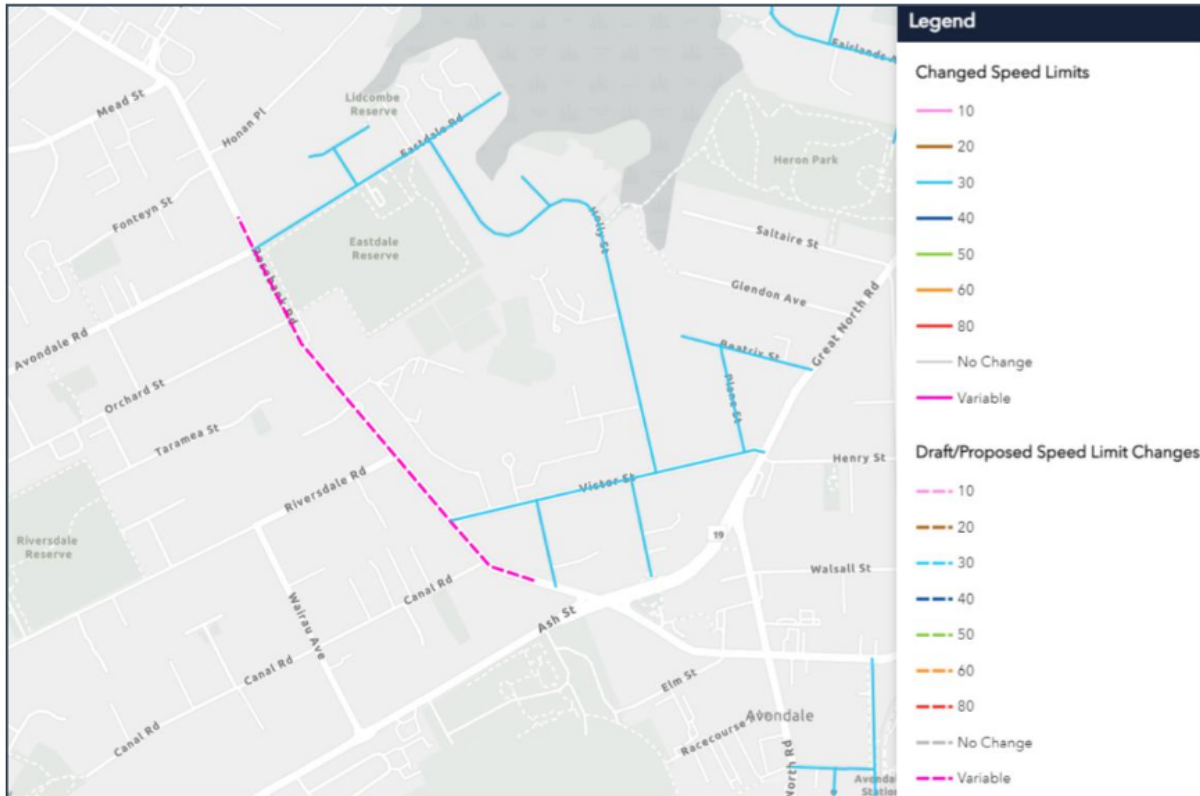 Mead St
Honan Pl
Lidcombe
Reserve
Eastdale Rd
Fonteyn St
Eastdale
Reserve
Rosebank Rd
Avondale Rd
Orchard St
Taramea St
Riversdale Rd
Riversdale
Reserve
Wairau Ave
Canal Rd
Canal Rd
Canal Rd
Holly St
Heron Park
Saltaire St
Glendon Ave
Great North Rd
Beatrix St
Plane St
Victor St
Henry St
19
Walsall St
Ash St
Elm St
Avondale
Racecourse
North Rd
Legend
Changed Speed Limits
10
20
30
40
50
60
80
No Change
Variable
Draft/Proposed Speed Limit Changes
10
20
30
40
50
60
80
No Change
Variable